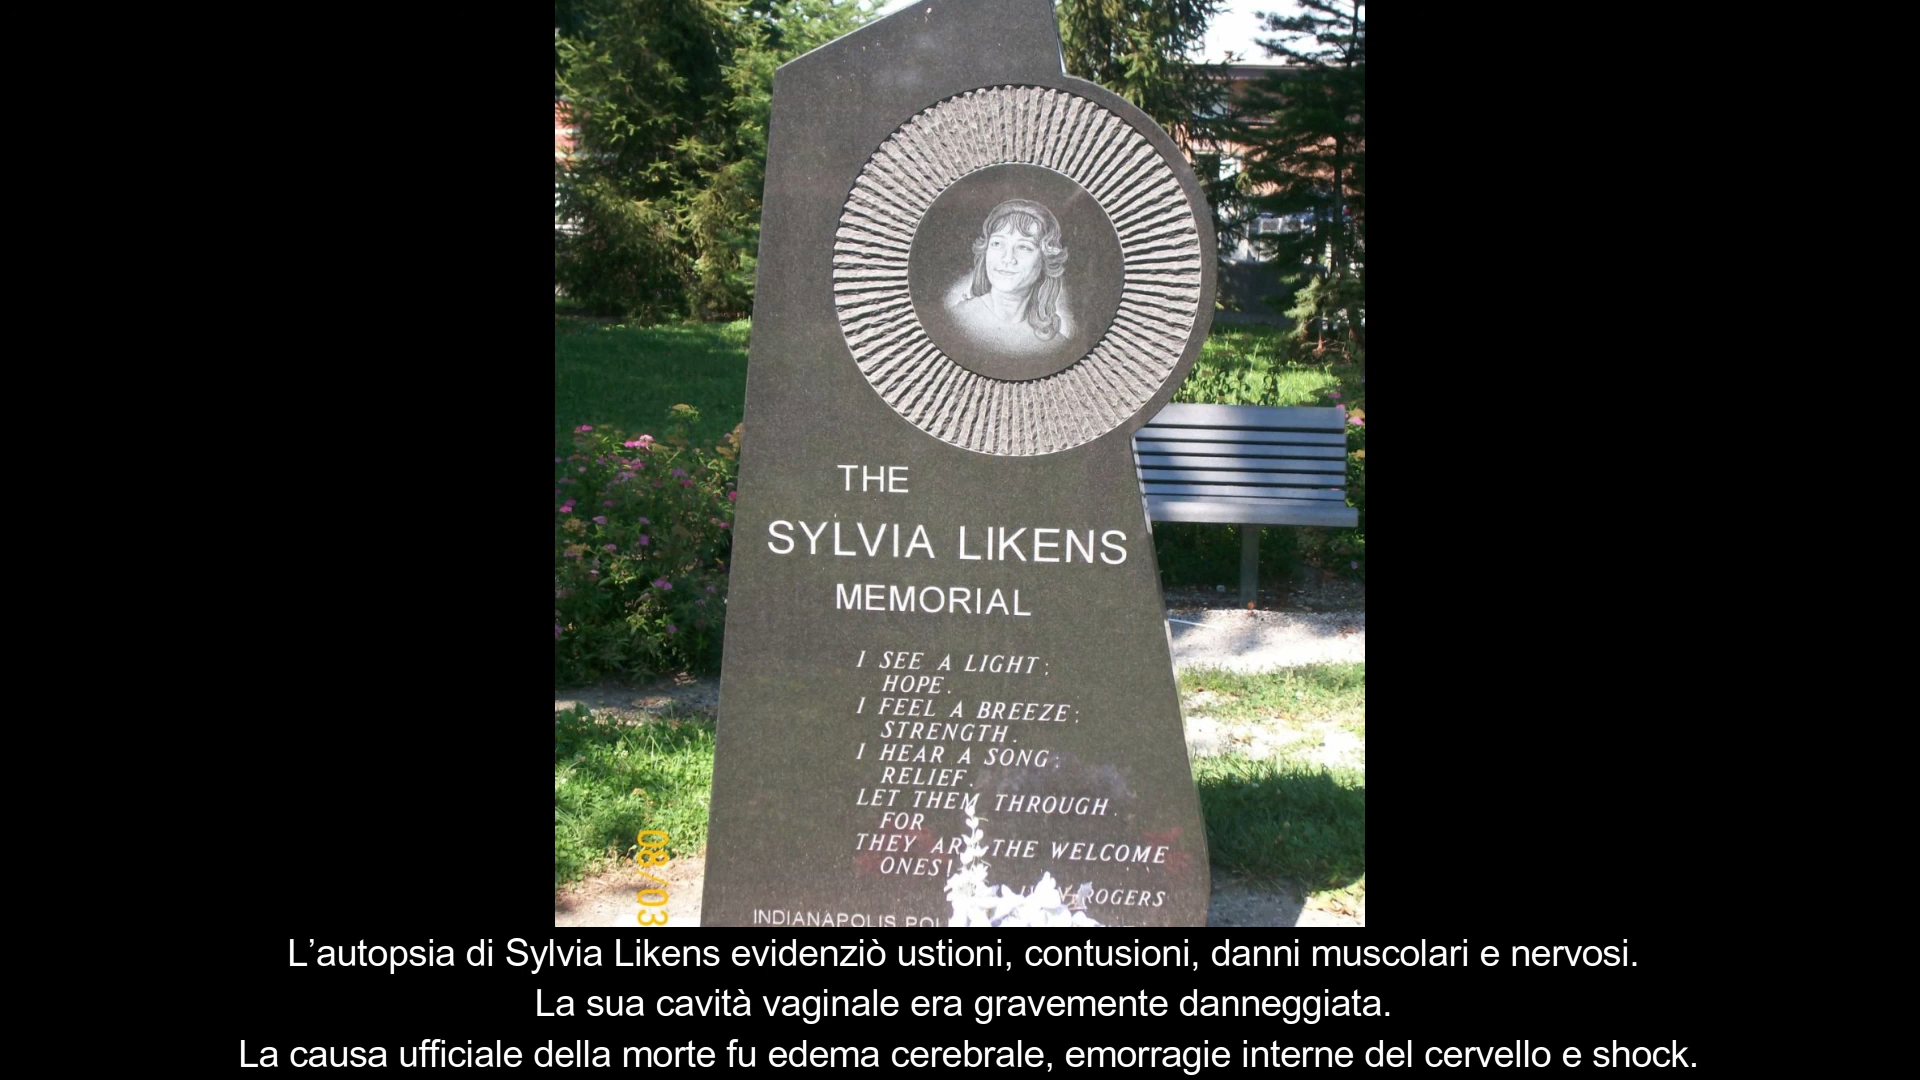 THE
SYLVIA LIKENS
MEMORIAL
I SEE A LIGHT;
HOPE.
I FEEL A BREEZE;
STRENGTH.
I HEAR A SONG;
RELIEF.
LET THEM THROUGH.
FOR
THEY ARE THE WELCOME
ONES!
ROGERS
INDIANAPOLIS
08/03
L’autopsia di Sylvia Likens evidenziò ustioni, contusioni, danni muscolari e nervosi.
La sua cavità vaginale era gravemente danneggiata.
La causa ufficiale della morte fu edema cerebrale, emorragie interne del cervello e shock.